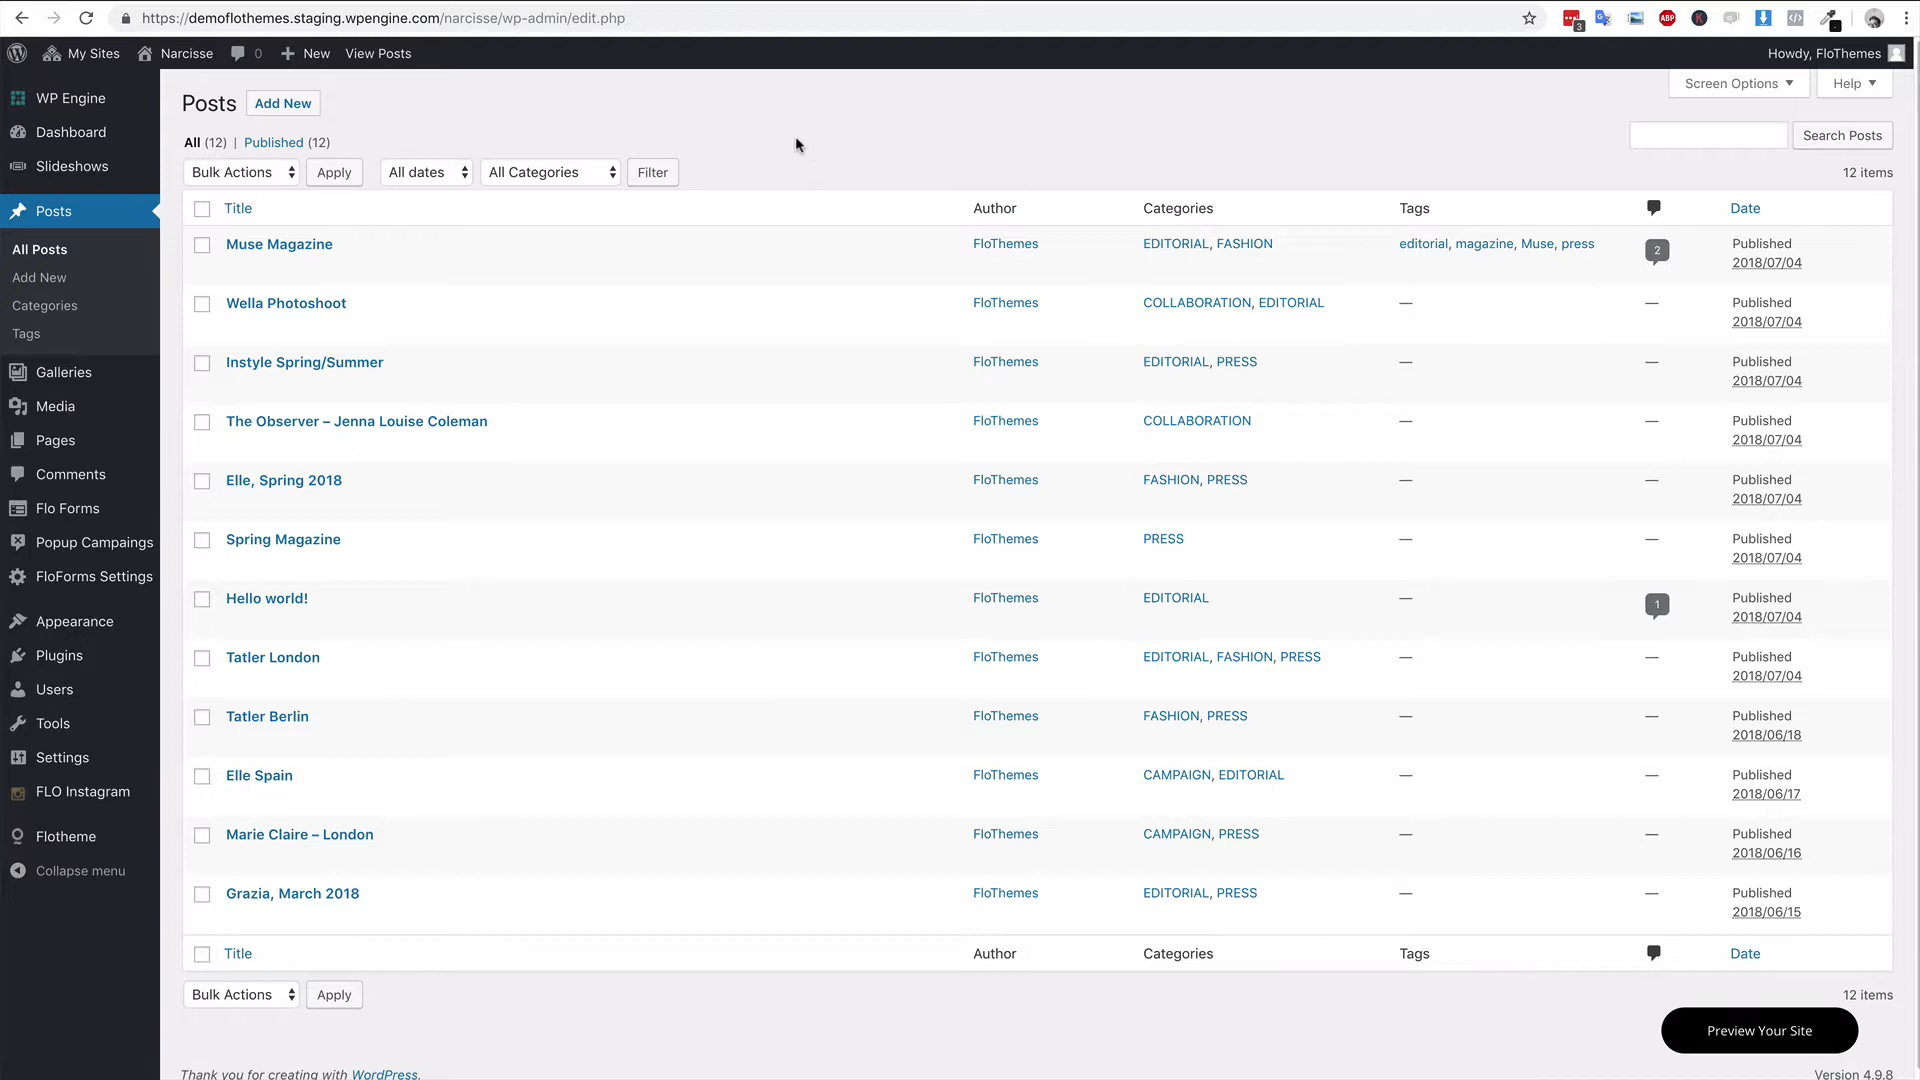 https://demoflothemes.staging.wpengine.com/narcisse/wp-admin/edit.php
3
ABP
K
My Sites
Narcisse
0
New
View Posts
Howdy, FloThemes
WP Engine
Dashboard
Slideshows
Posts
All Posts
Add New
Categories
Tags
Galleries
Media
Pages
Comments
Flo Forms
Popup Campaings
FloForms Settings
Appearance
Plugins
Users
Tools
Settings
FLO Instagram
Flotheme
Collapse menu
Screen Options
Help
Posts
Add New
All (12) | Published (12)
Search Posts
Bulk Actions
Apply
All dates
All Categories
Filter
12 items
Title Author Categories Tags Date
Muse Magazine FloThemes EDITORIAL, FASHION editorial, magazine, Muse, press 2 Published
2018/07/04
Wella Photoshoot FloThemes COLLABORATION, EDITORIAL — — Published
2018/07/04
Instyle Spring/Summer FloThemes EDITORIAL, PRESS — — Published
2018/07/04
The Observer – Jenna Louise Coleman FloThemes COLLABORATION — — Published
2018/07/04
Elle, Spring 2018 FloThemes FASHION, PRESS — — Published
2018/07/04
Spring Magazine FloThemes PRESS — — Published
2018/07/04
Hello world! FloThemes EDITORIAL — 1 Published
2018/07/04
Tatler London FloThemes EDITORIAL, FASHION, PRESS — — Published
2018/07/04
Tatler Berlin FloThemes FASHION, PRESS — — Published
2018/06/18
Elle Spain FloThemes CAMPAIGN, EDITORIAL — — Published
2018/06/17
Marie Claire – London FloThemes CAMPAIGN, PRESS — — Published
2018/06/16
Grazia, March 2018 FloThemes EDITORIAL, PRESS — — Published
2018/06/15
Title Author Categories Tags Date
Bulk Actions
Apply
12 items
Preview Your Site
Thank you for creating with WordPress.
Version 4.9.8